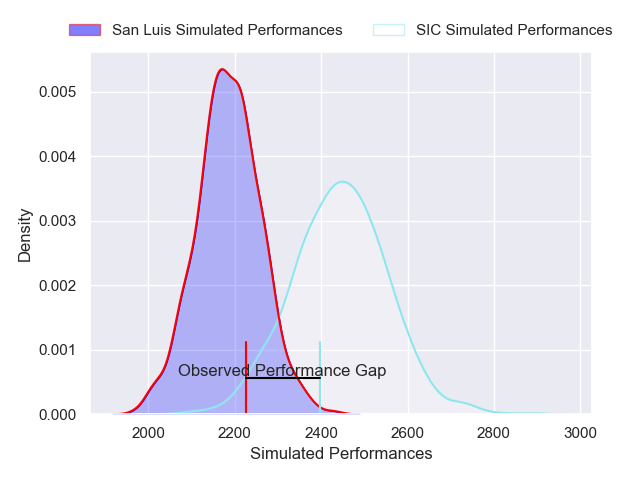 San Luis Simulated Performances
SIC Simulated Performances
0.005
0.004
0.003
0.002
0.001
0.000
Density
Observed Performance Gap
2000
2200
2400
2600
2800
3000
Simulated Performances